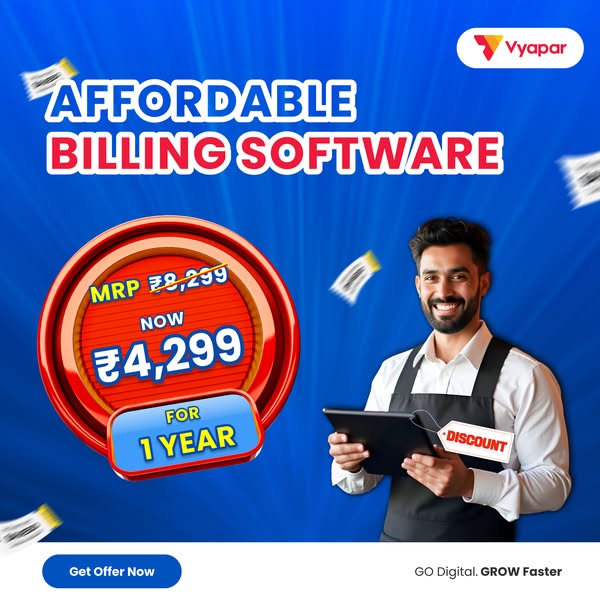 Vyapar
AFFORDABLE
BILLING SOFTWARE
MRP ₹8,299
NOW
₹4,299
FOR
1 YEAR
DISCOUNT
Get Offer Now
GO Digital. GROW Faster